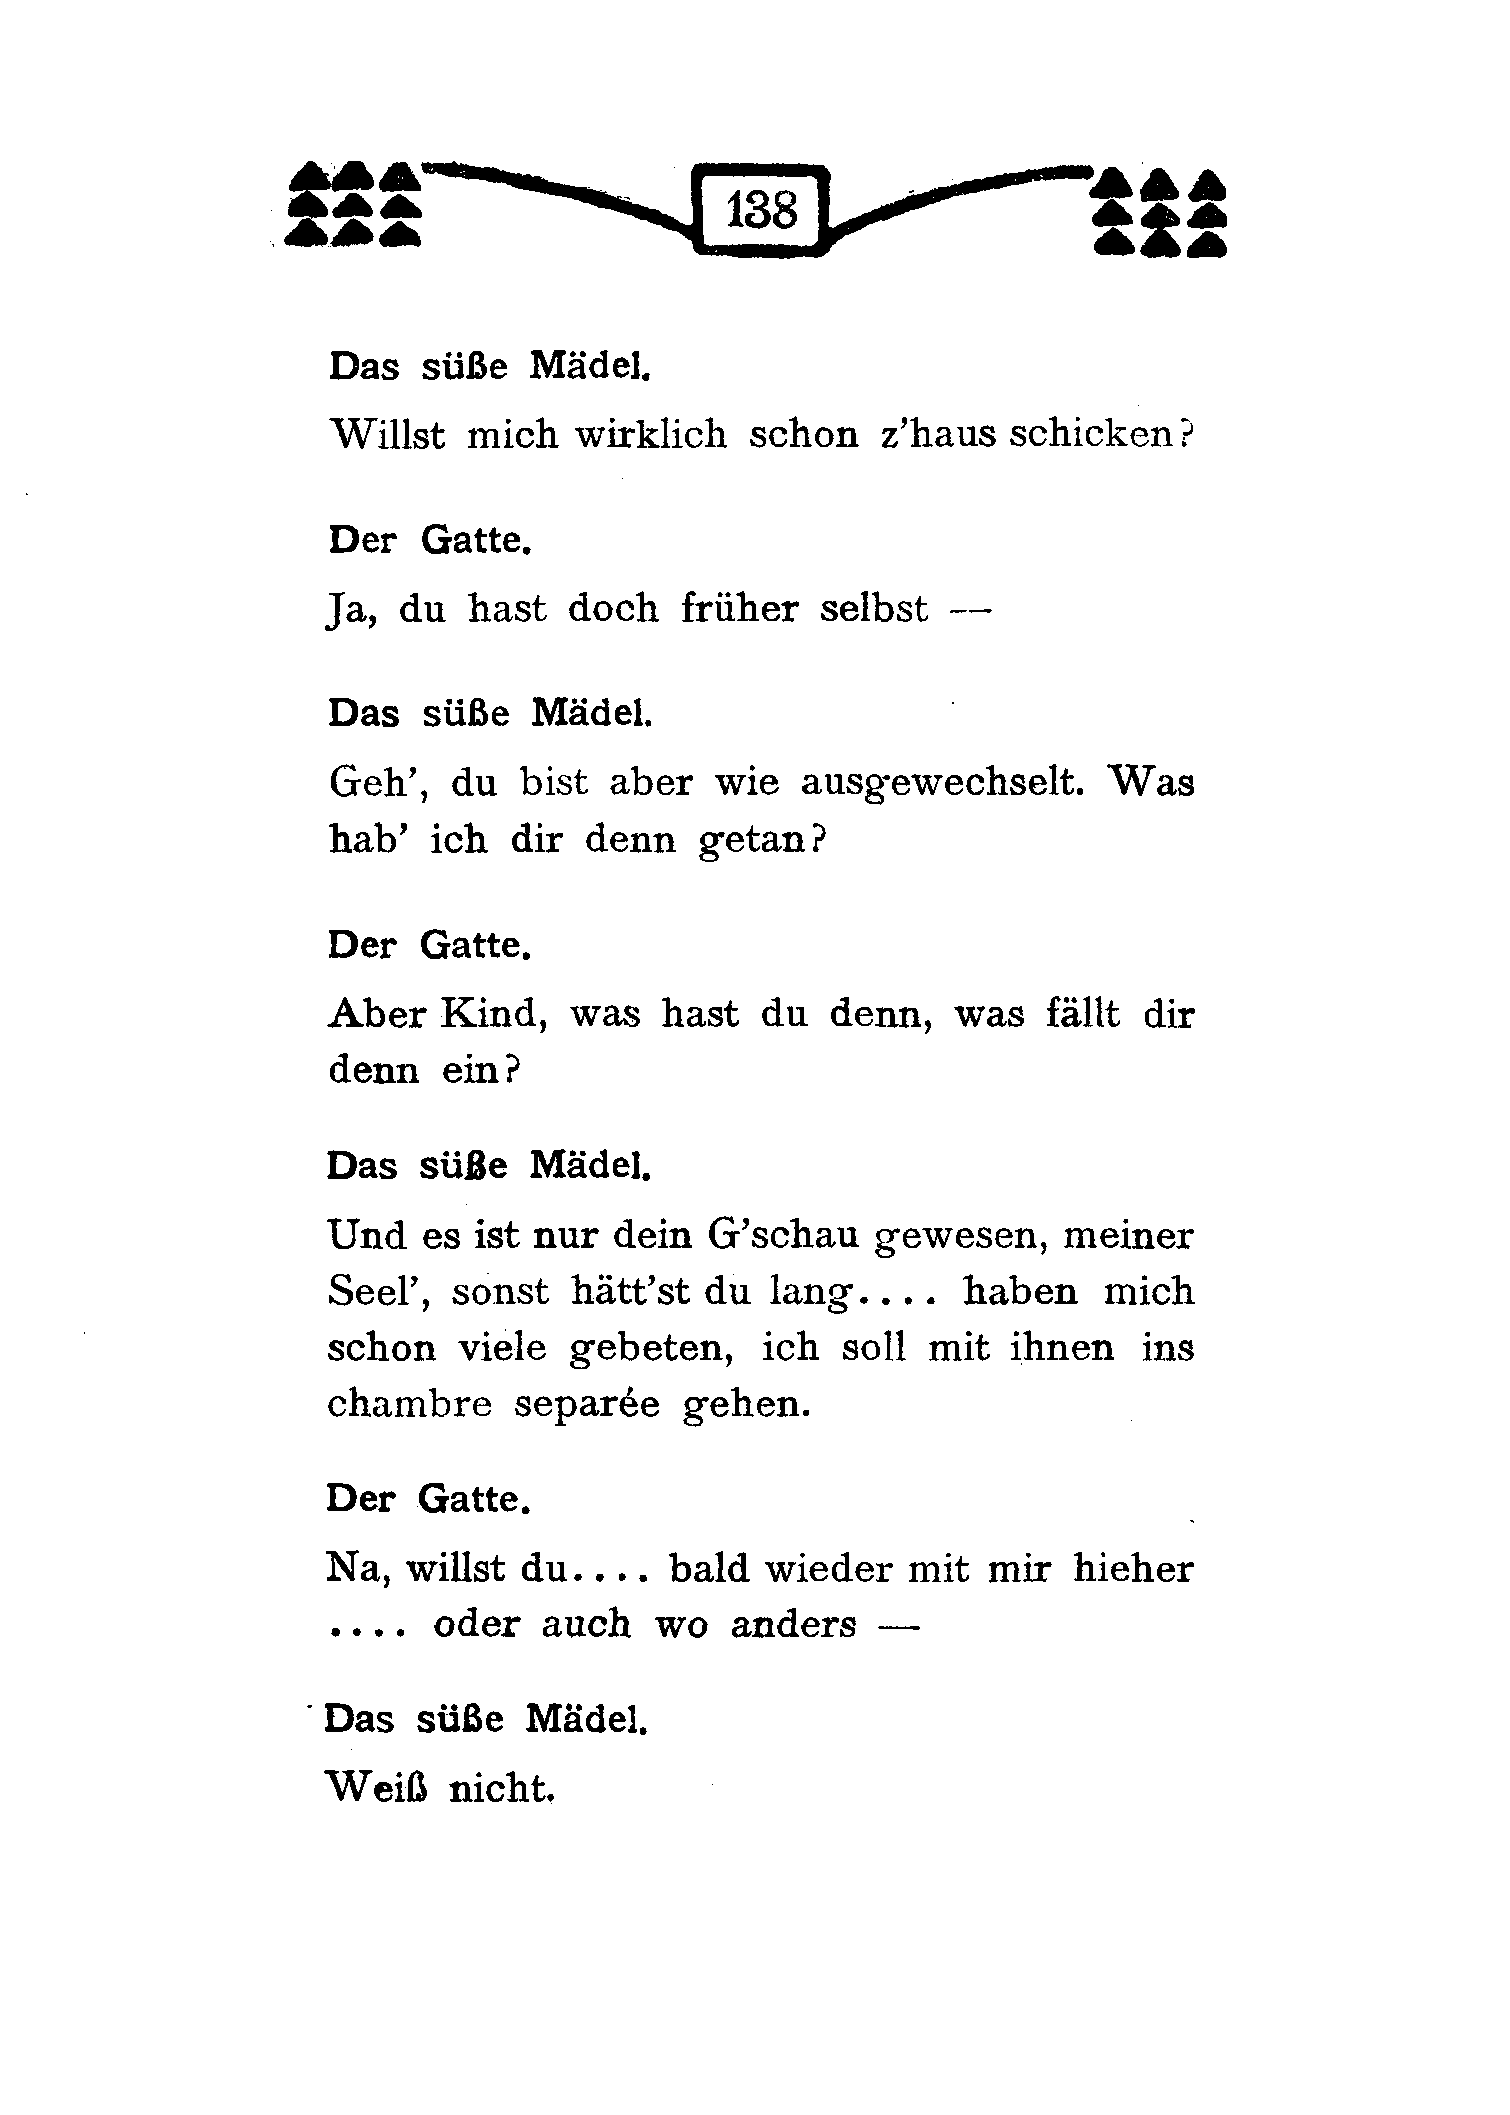 138
Das süße Mädel.
Willst mich wirklich schon z’haus schicken?
Der Gatte.
Ja, du hast doch früher selbst —
Das süße Mädel.
Geh’, du bist aber wie ausgewechselt. Was
hab’ ich dir denn getan?
Der Gatte.
Aber Kind, was hast du denn, was fällt dir
denn ein?
Das süße Mädel.
Und es ist nur dein G’schau gewesen, meiner
Seel’, sonst hätt’st du lang.... haben mich
schon viele gebeten, ich soll mit ihnen ins
chambre separée gehen.
Der Gatte.
Na, willst du.... bald wieder mit mir hieher
.... oder auch wo anders —
Das süße Mädel.
Weiß nicht.